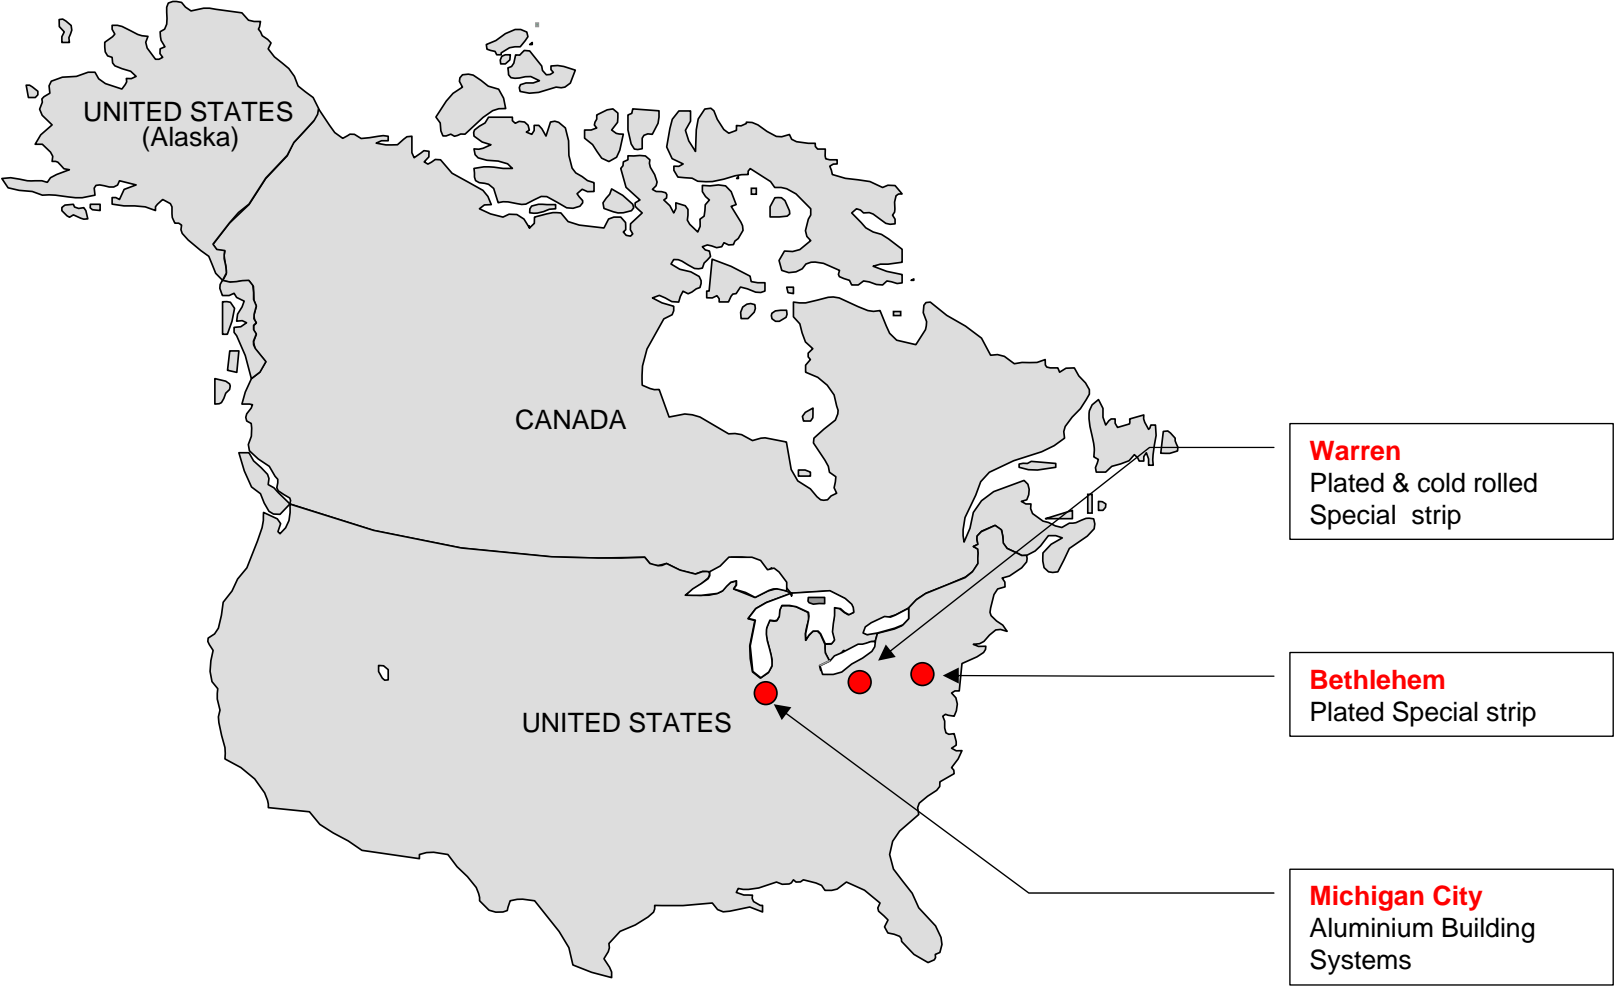 UNITED STATES
(Alaska)
CANADA
UNITED STATES
Warren
Plated & cold rolled
Special  strip
Bethlehem
Plated Special strip
Michigan City
Aluminium Building
Systems